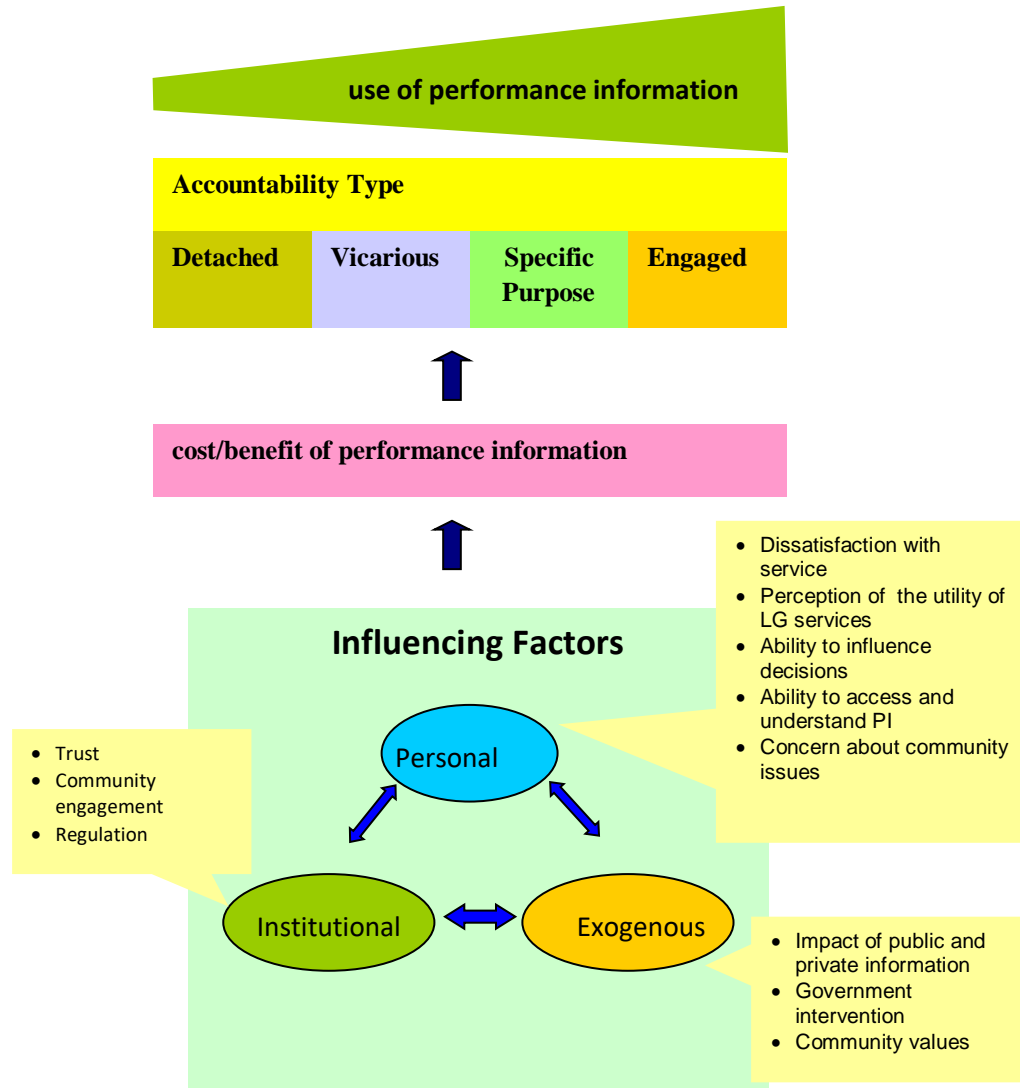 use of performance information
Accountability Type
Detached
Vicarious
Specific
Purpose
Engaged
cost/benefit of performance information
• Dissatisfaction with
service
• Perception of the utility of
LG services
• Ability to influence
decisions
• Ability to access and
understand PI
• Concern about community
issues
Influencing Factors
Personal
• Trust
• Community
engagement
• Regulation
Institutional
Exogenous
• Impact of public and
private information
• Government
intervention
• Community values